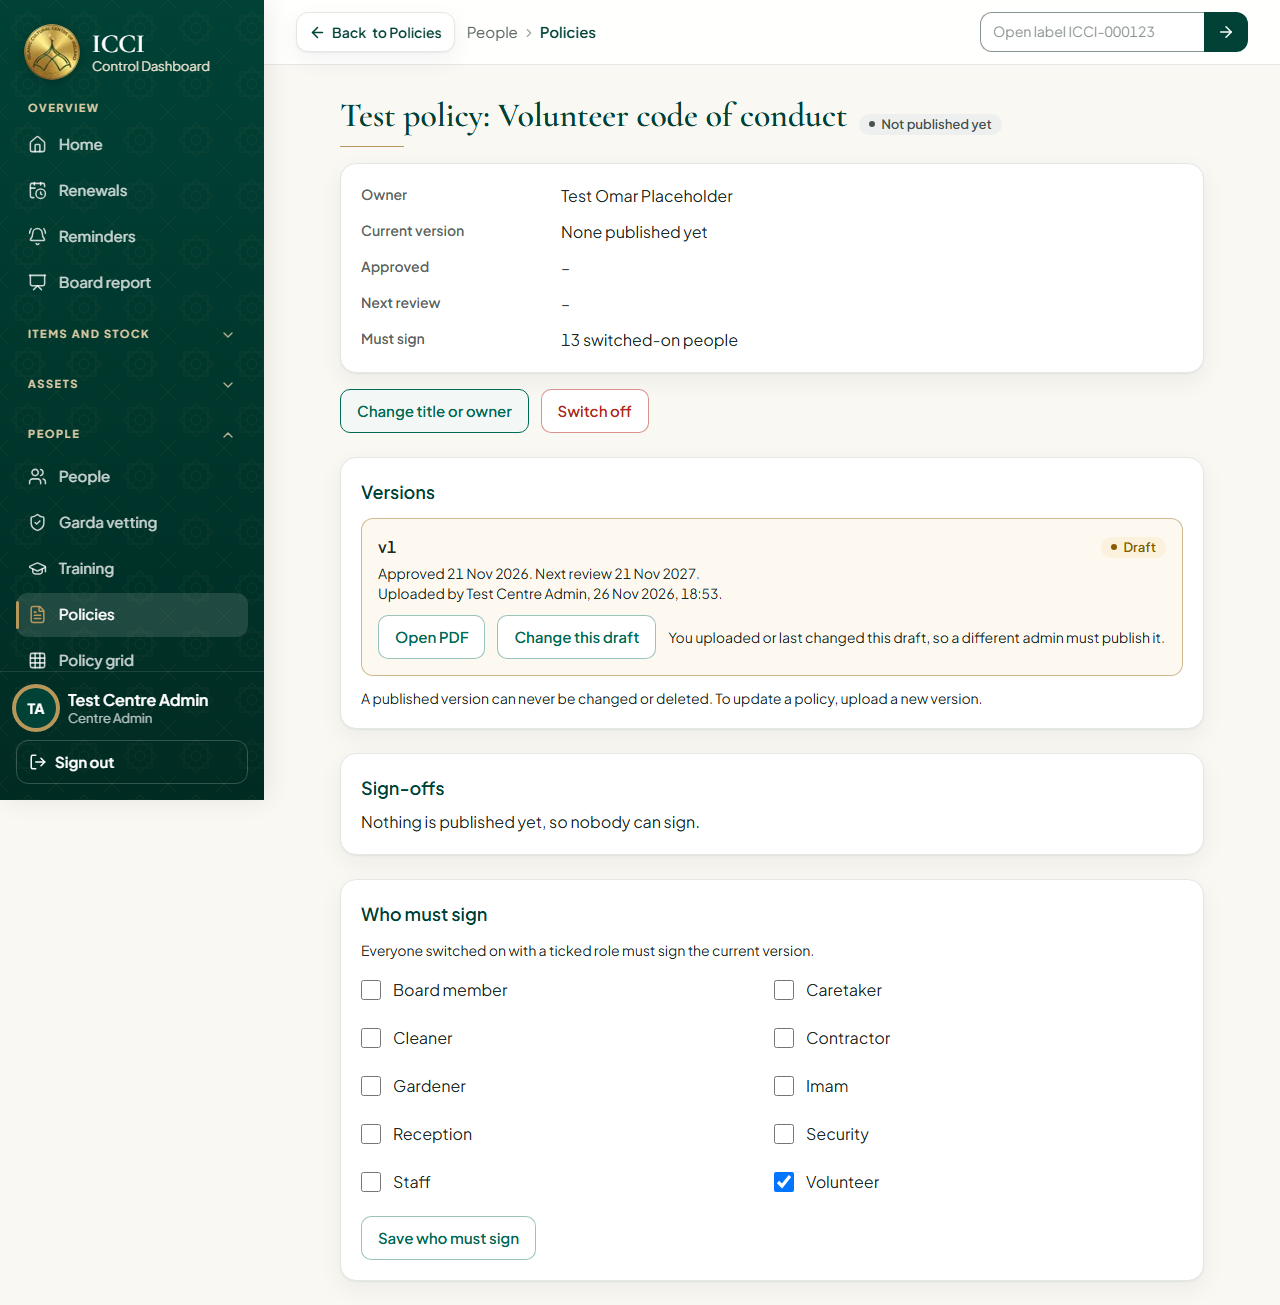 ICCI
Control Dashboard
OVERVIEW
Home
Renewals
Reminders
Board report
ITEMS AND STOCK
ASSETS
PEOPLE
People
Garda vetting
Training
Policies
Policy grid
TA
Test Centre Admin
Centre Admin
Sign out
Back to Policies
People
Policies
Open label ICCI-000123
Test policy: Volunteer code of conduct
Not published yet
Owner Test Omar Placeholder
Current version None published yet
Approved –
Next review –
Must sign 13 switched-on people
Change title or owner
Switch off
Versions
v1
Draft
Approved 21 Nov 2026. Next review 21 Nov 2027.
Uploaded by Test Centre Admin, 26 Nov 2026, 18:53.
Open PDF
Change this draft
You uploaded or last changed this draft, so a different admin must publish it.
A published version can never be changed or deleted. To update a policy, upload a new version.
Sign-offs
Nothing is published yet, so nobody can sign.
Who must sign
Everyone switched on with a ticked role must sign the current version.
Board member
Caretaker
Cleaner
Contractor
Gardener
Imam
Reception
Security
Staff
Volunteer
Save who must sign